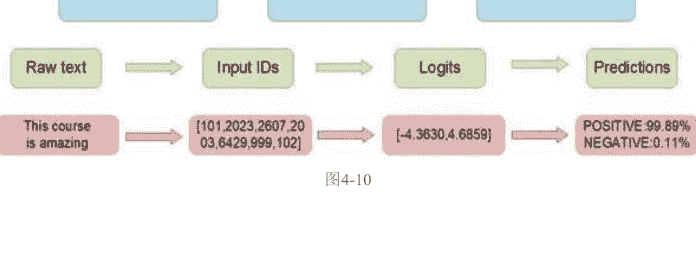 Raw text
Input IDs
Logits
Predictions
This course
is amazing
[101,2023,2607,20
03,6429,999,102]
[-4.3630,4.6859]
POSITIVE:99.89%
NEGATIVE:0.11%
图4-10